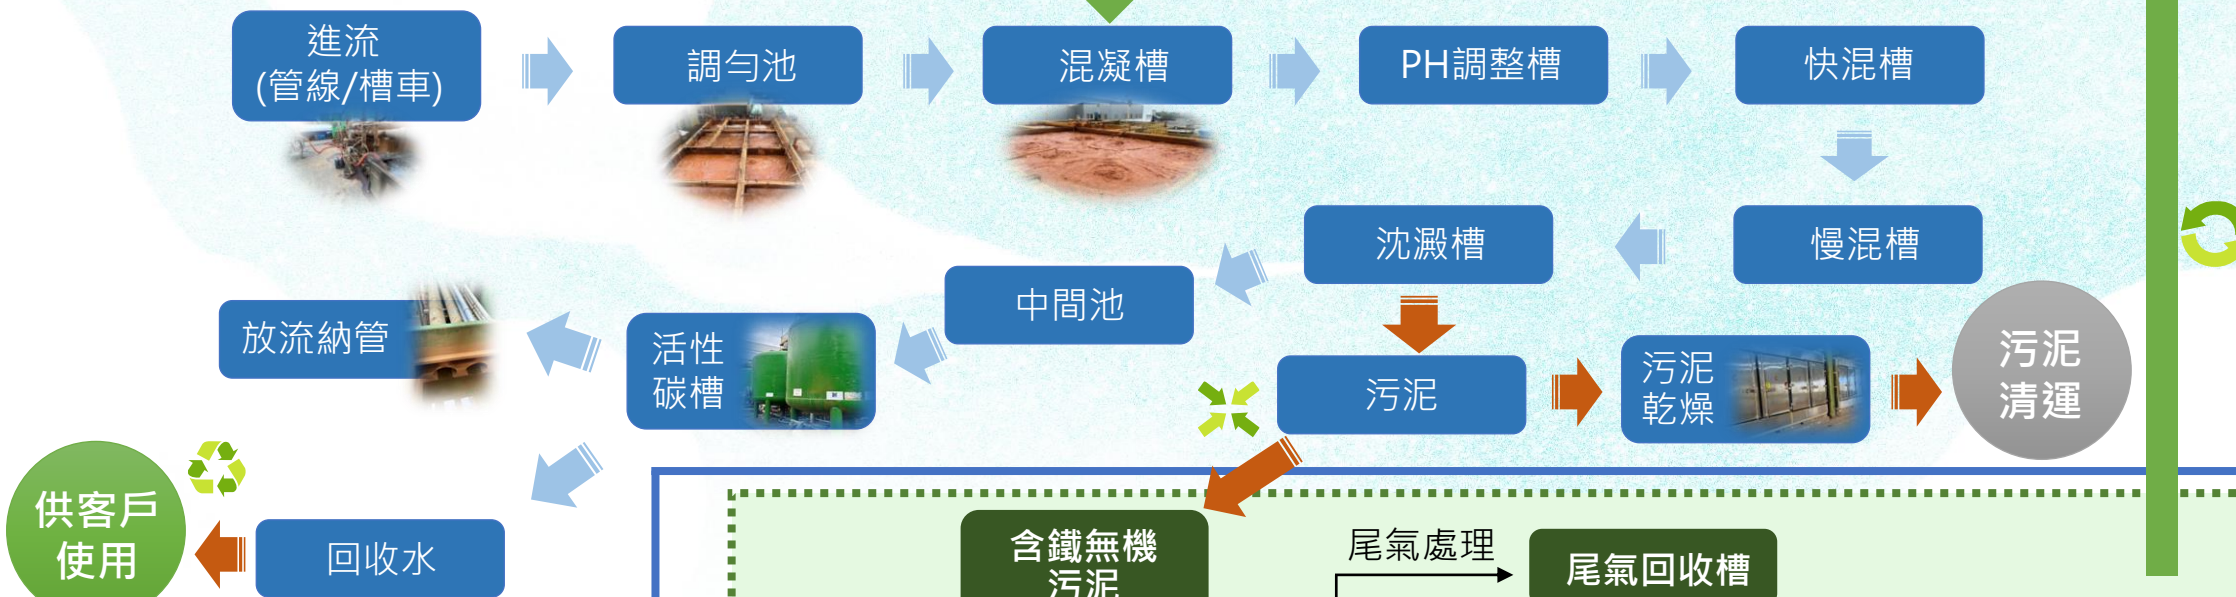 進流
(管線/槽車)
調勻池
混凝槽
PH調整槽
快混槽
慢混槽
沈澱槽
中間池
活性
碳槽
放流納管
污泥
污泥
乾燥
污泥
清運
供客戶
使用
回收水
含鐵無機
污泥
尾氣處理
尾氣回收槽